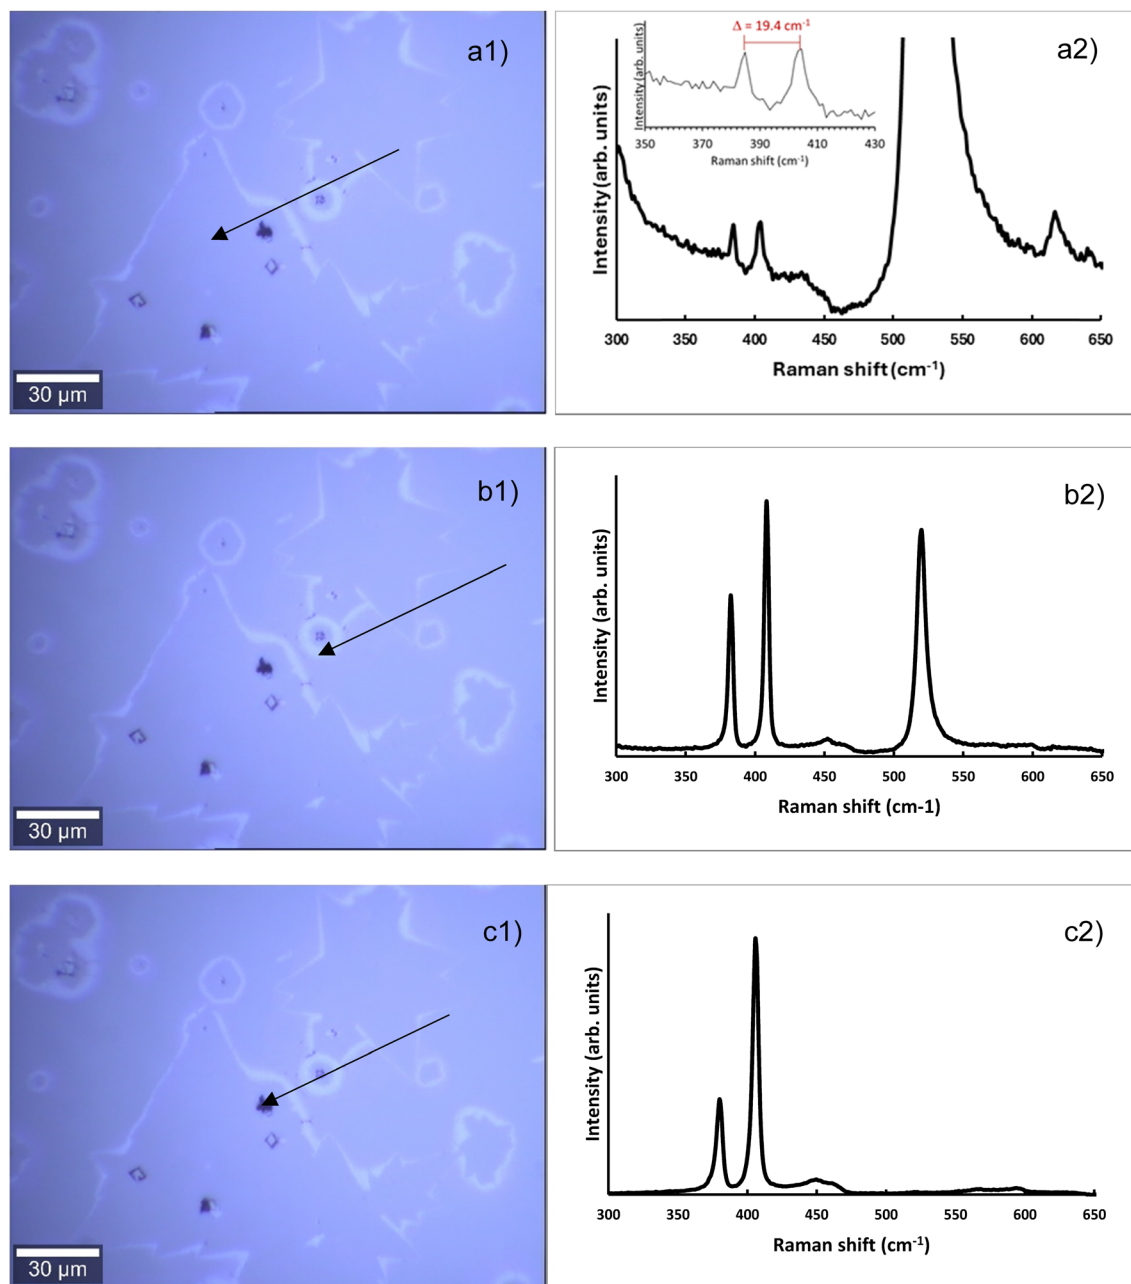 a1)
30 µm
a2)
Δ = 19.4 cm⁻¹
Intensity (arb. units)
350 370 390 410 430
Raman shift (cm⁻¹)
Intensity (arb. units)
300 350 400 450 500 550 600 650
Raman shift (cm⁻¹)
b1)
30 µm
b2)
Intensity (arb. units)
300 350 400 450 500 550 600 650
Raman shift (cm-1)
c1)
30 µm
c2)
Intensity (arb. units)
300 350 400 450 500 550 600 650
Raman shift (cm⁻¹)